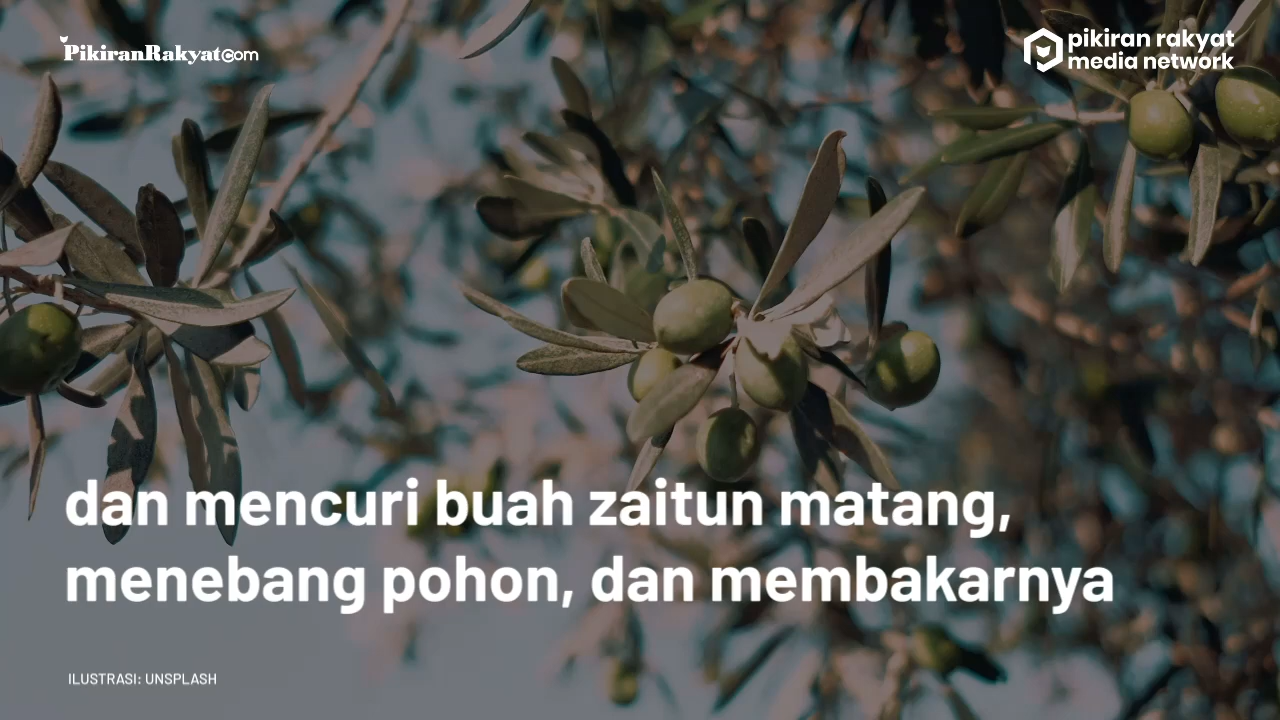 PikiranRakyat.com
pikiran rakyat
media network
dan mencuri buah zaitun matang,
menebang pohon, dan membakarnya
ILUSTRASI: UNSPLASH